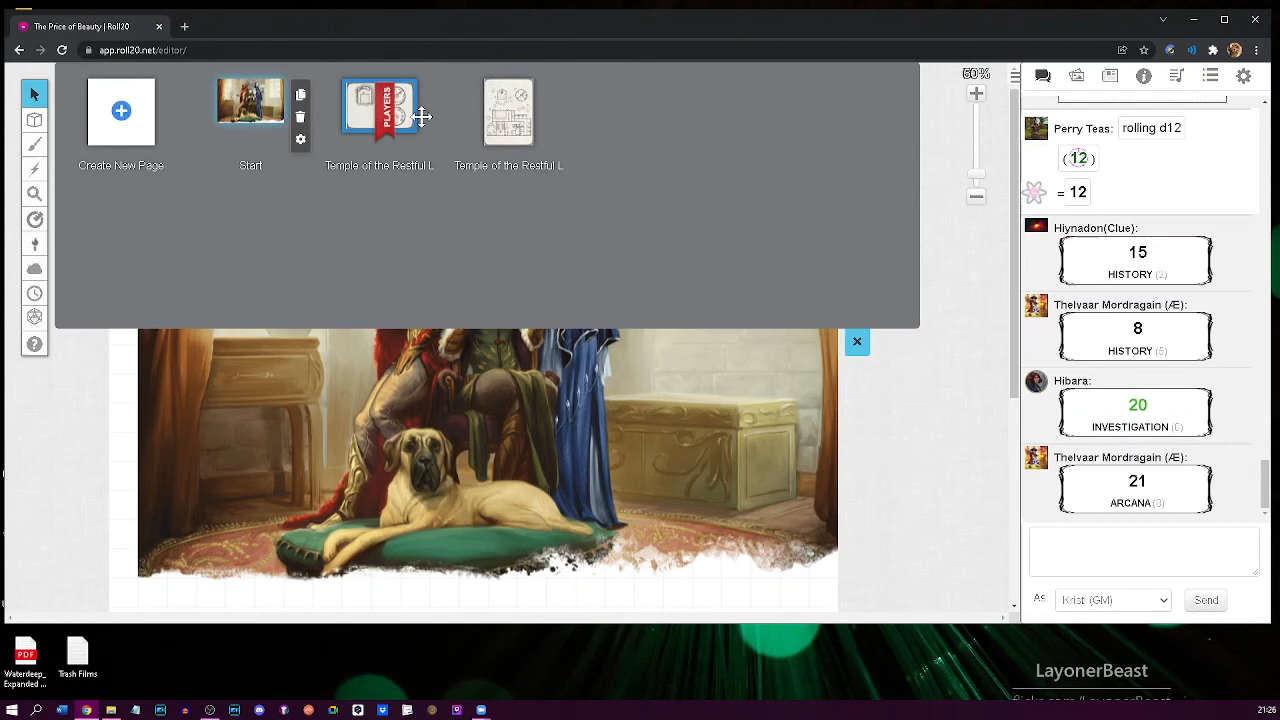 The Price of Beauty | Roll20
app.roll20.net/editor/
PLAYERS
Create New Page
Start
Temple of the Restful L
Temple of the Restful L
60%
Perry Teas:
rolling d12
(12)
=12
Hiynadon(Clue):
15
HISTORY (2)
Thelvaar Mordragain (Æ):
8
HISTORY (5)
Hibara:
20
INVESTIGATION (0)
Thelvaar Mordragain (Æ):
21
ARCANA (3)
As
Kristi (GM)
Send
PDF
Waterdeep_
Expanded ...
Trash Films
LayonerBeast
21:26